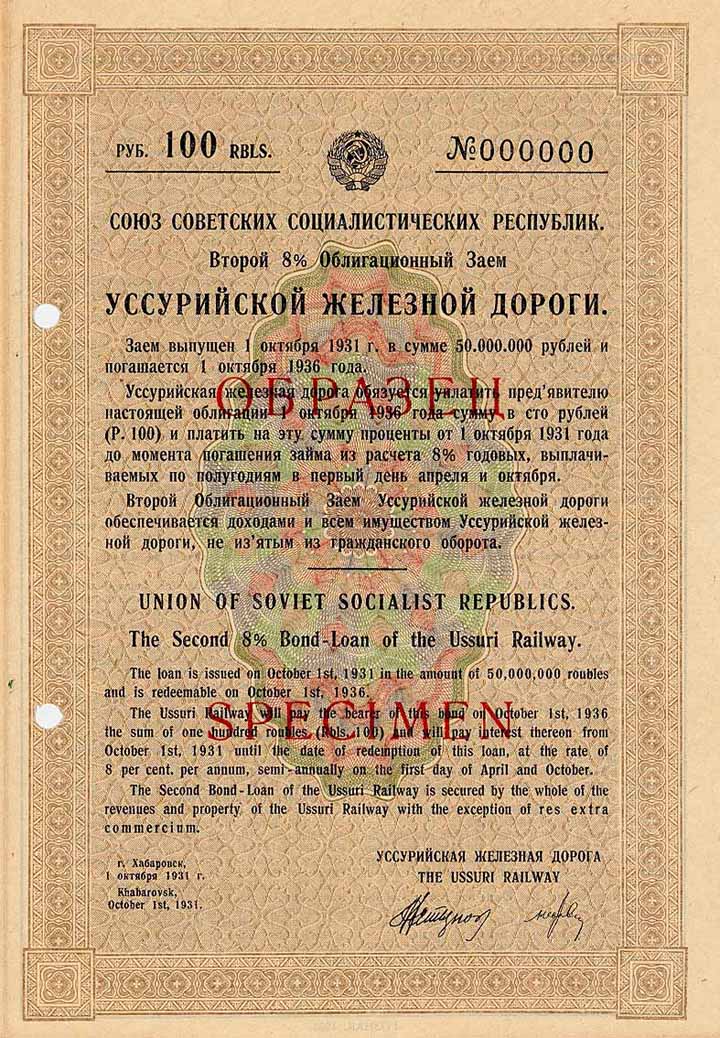 РУБ. 100 RBLS.
№000000
СОЮЗ СОВЕТСКИХ СОЦИАЛИСТИЧЕСКИХ РЕСПУБЛИК.
Второй 8% Облигационный Заем
УССУРИЙСКОЙ ЖЕЛЕЗНОЙ ДОРОГИ.
Заем выпущен 1 октября 1931 г. в сумме 50.000.000 рублей и
погашается 1 октября 1936 года.
Уссурийская железная дорога обязуется уплатить пред'явителю
ОБРАЗЕЦ
настоящей облигации 1 октября 1936 года сумму в сто рублей
(Р. 100) и платить на эту сумму проценты от 1 октября 1931 года
до момента погашения займа из расчета 8% годовых, выплачи-
ваемых по полугодиям в первый день апреля и октября.
Второй Облигационный Заем Уссурийской железной дороги
обеспечивается доходами и всем имуществом Уссурийской желез-
ной дороги, не из'ятым из гражданского оборота.
UNION OF SOVIET SOCIALIST REPUBLICS.
The Second 8% Bond-Loan of the Ussuri Railway.
The loan is issued on October 1st, 1931 in the amount of 50,000,000 roubles
and is redeemable on October 1st, 1936.
The Ussuri Railway will pay the bearer of this bond on October 1st, 1936
SPECIMEN
the sum of one hundred roubles (Rbls. 100) and will pay interest thereon from
October 1st, 1931 until the date of redemption of this loan, at the rate of
8 per cent. per annum, semi-annually on the first day of April and October.
The Second Bond-Loan of the Ussuri Railway is secured by the whole of the
revenues and property of the Ussuri Railway with the exception of res extra
commercium.
г. Хабаровск,
1 октября 1931 г.
Khabarovsk,
October 1st, 1931.
УССУРИЙСКАЯ ЖЕЛЕЗНАЯ ДОРОГА
THE USSURI RAILWAY